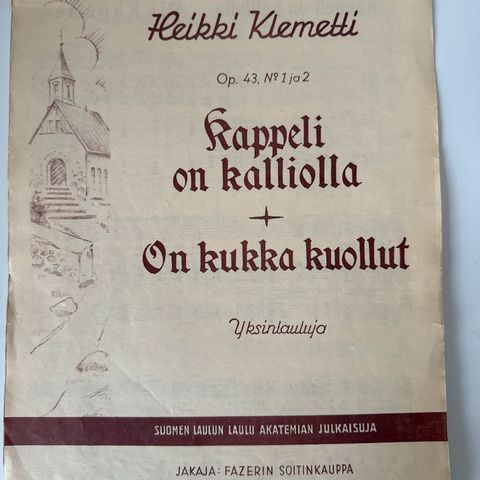 Heikki Klemetti
Op. 43, № 1 ja 2
Kappeli
on kalliolla
On kukka kuollut
Yksinlauluja
SUOMEN LAULUN LAULU AKATEMIAN JULKAISUJA
JAKAJA: FAZERIN SOITINKAUPPA